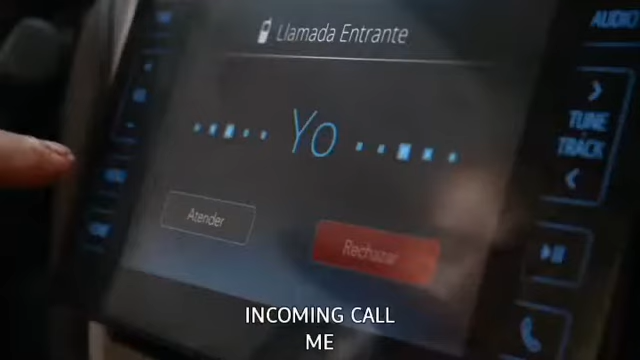 Llamada Entrante
AUDIO
Yo
TUNE
TRACK
Atender
Rechazar
INCOMING CALL
ME